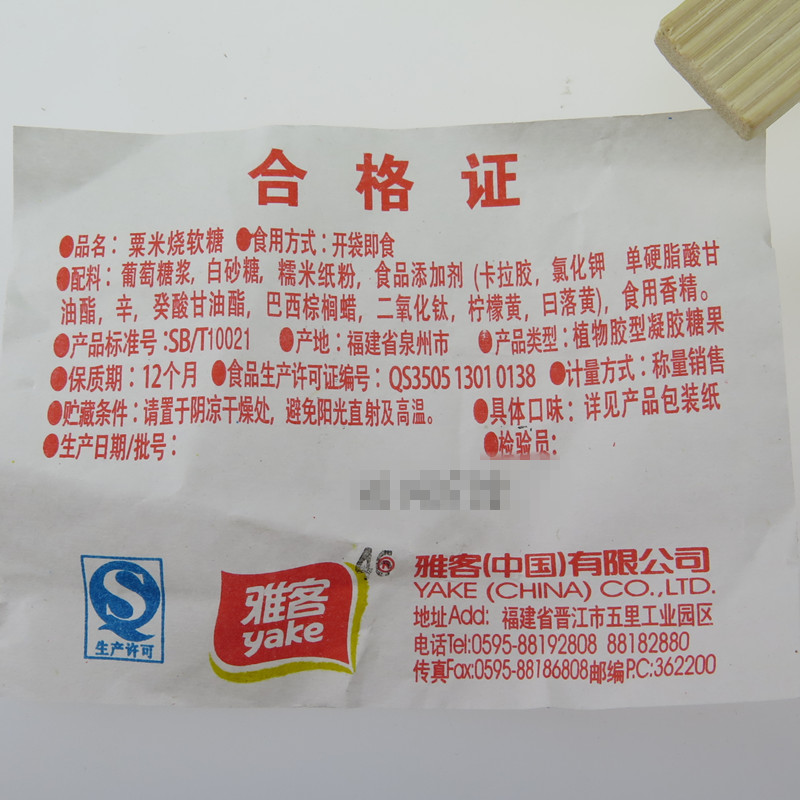 合格证
●品名：粟米烧软糖 ●食用方式：开袋即食
●配料：葡萄糖浆，白砂糖，糯米纸粉，食品添加剂（卡拉胶，氯化钾 单硬脂酸甘
油酯，辛，癸酸甘油酯，巴西棕榈蜡，二氧化钛，柠檬黄，日落黄），食用香精。
●产品标准号：SB/T10021 ●产地：福建省泉州市 ●产品类型：植物胶型凝胶糖果
●保质期：12个月 ●食品生产许可证编号：QS3505 1301 0138 ●计量方式：称量销售
●贮藏条件：请置于阴凉干燥处，避免阳光直射及高温。 ●具体口味：详见产品包装纸
●生产日期/批号： ●检验员：
46
S
生产许可
雅客
yake
雅客(中国)有限公司
YAKE (CHINA) CO.,LTD.
地址Add：福建省晋江市五里工业园区
电话Tel:0595-88192808 88182880
传真Fax:0595-88186808邮编P.C:362200